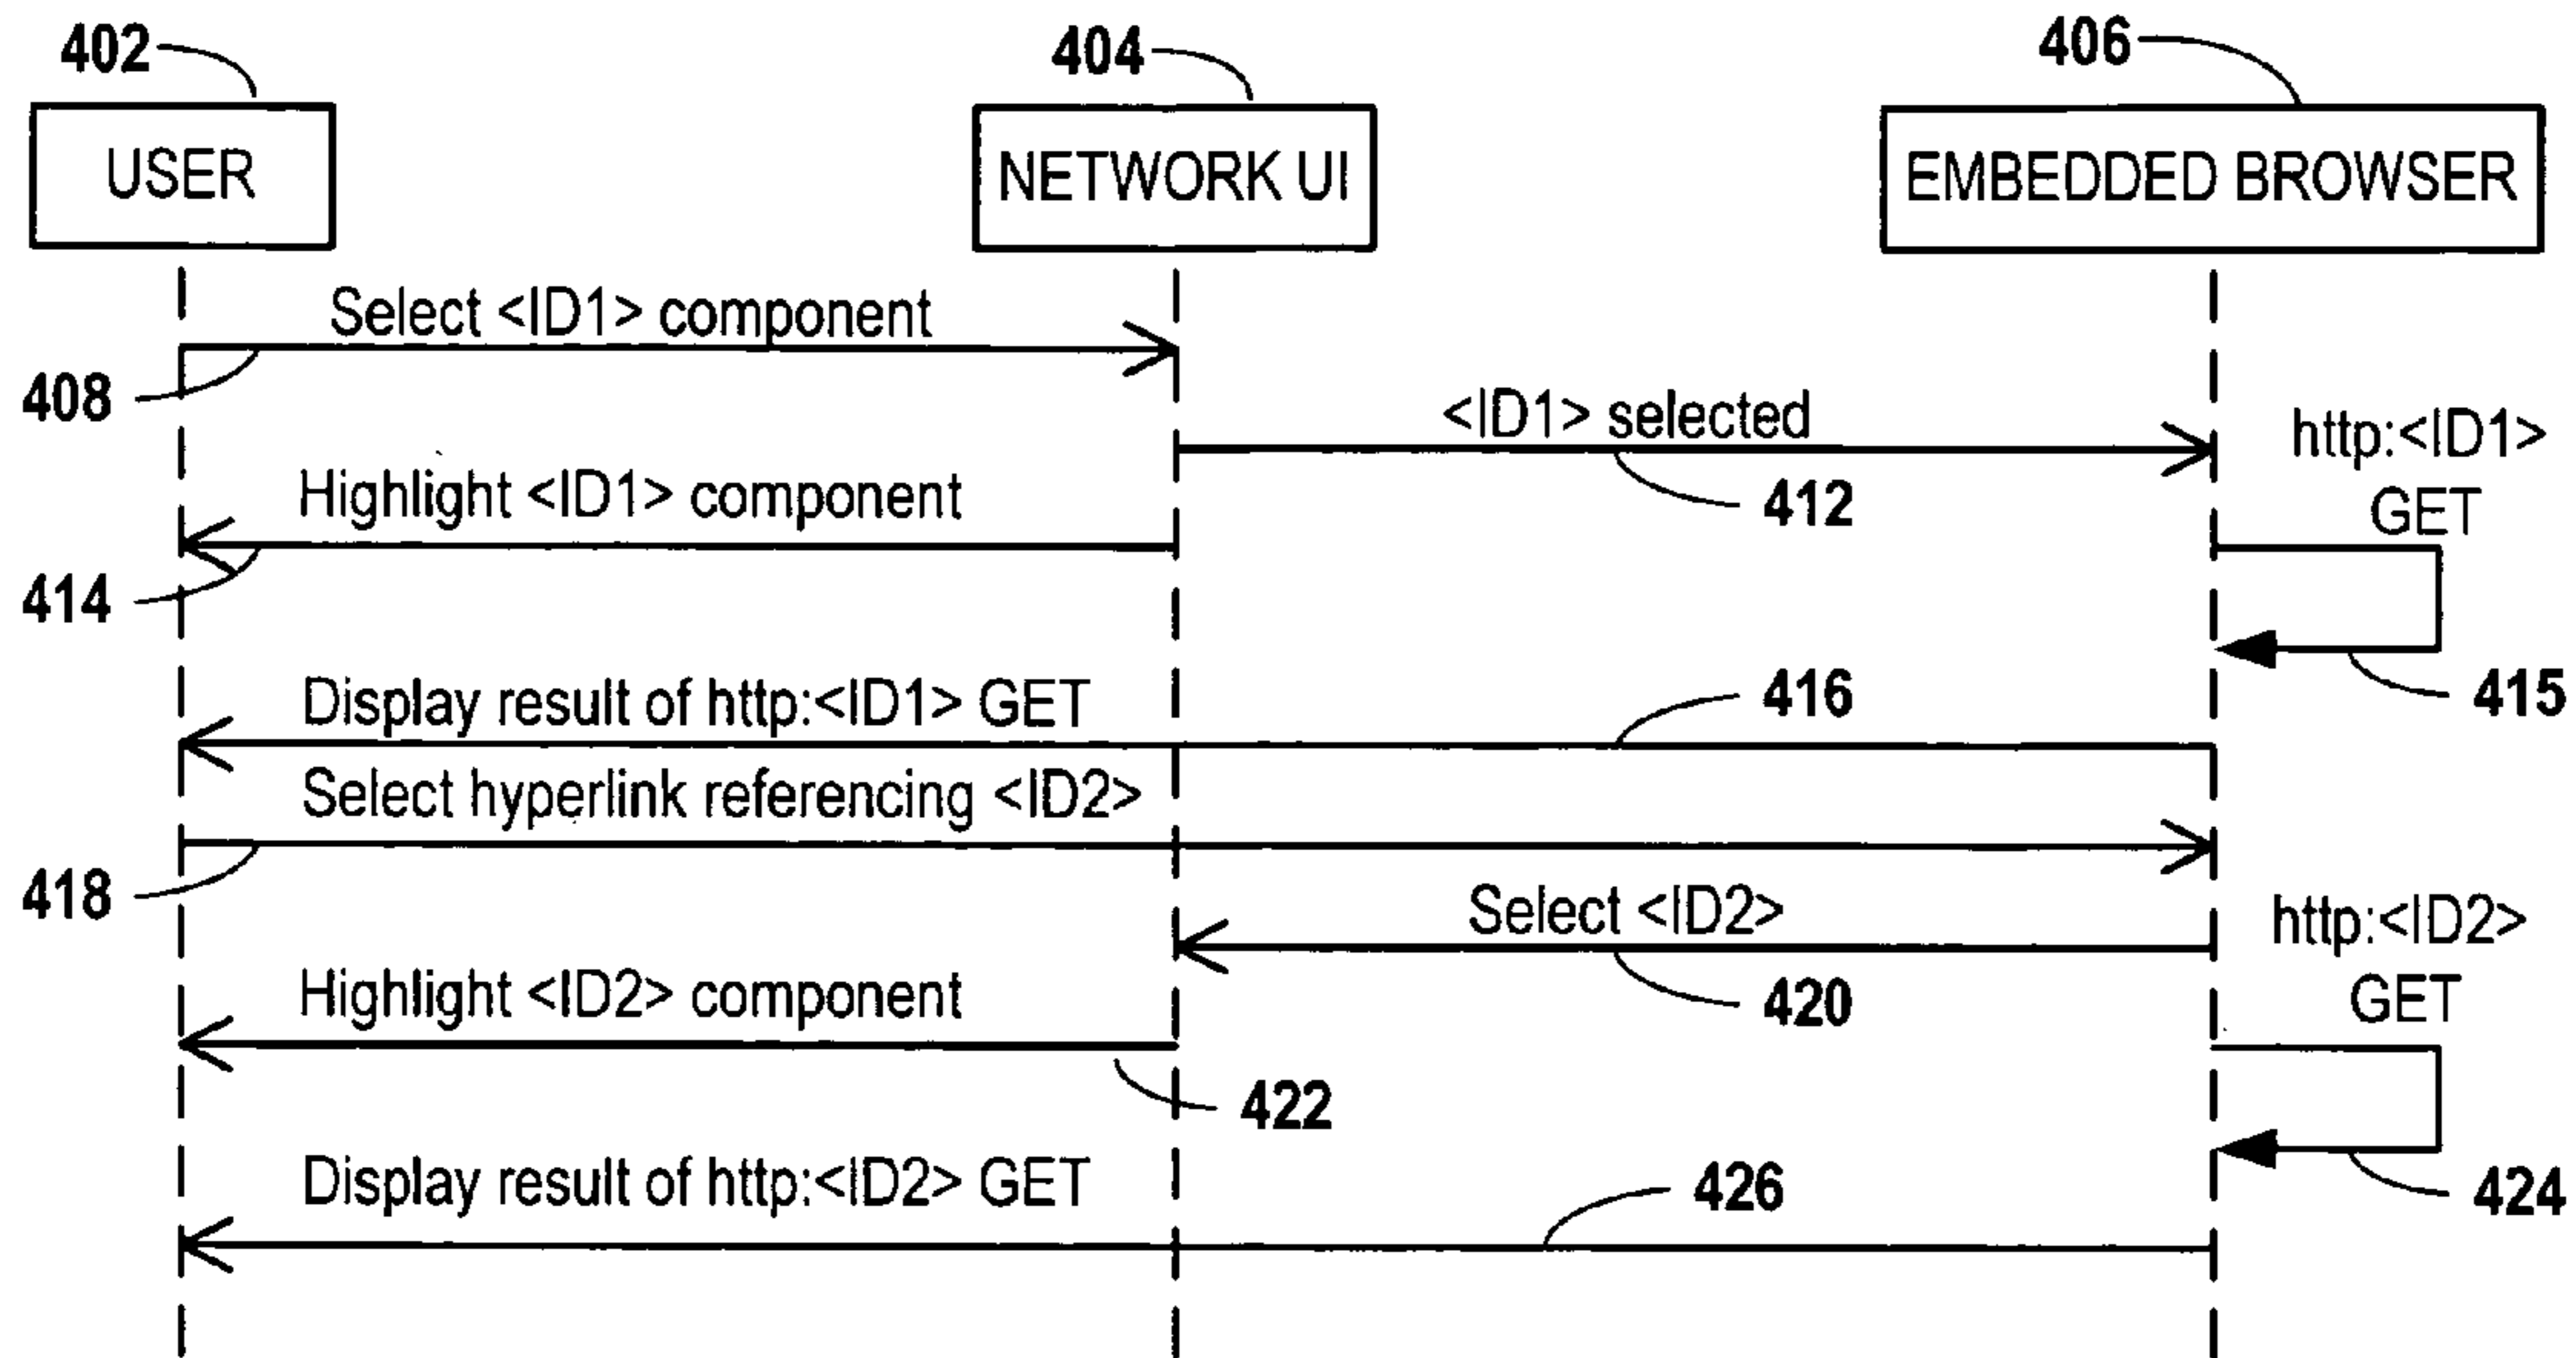 402
404
406
USER
NETWORK UI
EMBEDDED BROWSER
Select <ID1> component
408
<ID1> selected
412
http:<ID1>
GET
Highlight <ID1> component
414
415
Display result of http:<ID1> GET
416
Select hyperlink referencing <ID2>
418
Select <ID2>
420
http:<ID2>
GET
Highlight <ID2> component
422
424
Display result of http:<ID2> GET
426